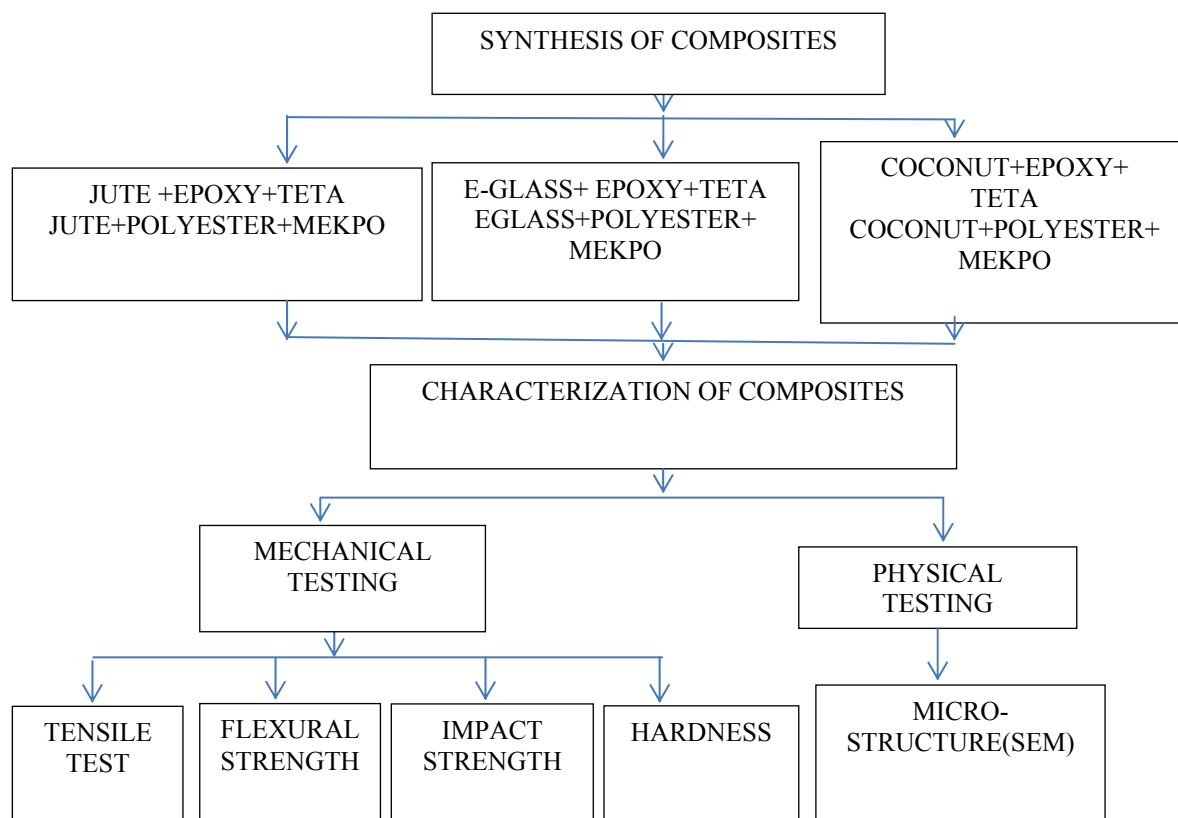 SYNTHESIS OF COMPOSITES
JUTE +EPOXY+TETA
JUTE+POLYESTER+MEKPO
E-GLASS+ EPOXY+TETA
EGLASS+POLYESTER+
MEKPO
COCONUT+EPOXY+
TETA
COCONUT+POLYESTER+
MEKPO
CHARACTERIZATION OF COMPOSITES
MECHANICAL
TESTING
PHYSICAL
TESTING
TENSILE
TEST
FLEXURAL
STRENGTH
IMPACT
STRENGTH
HARDNESS
MICRO-
STRUCTURE(SEM)